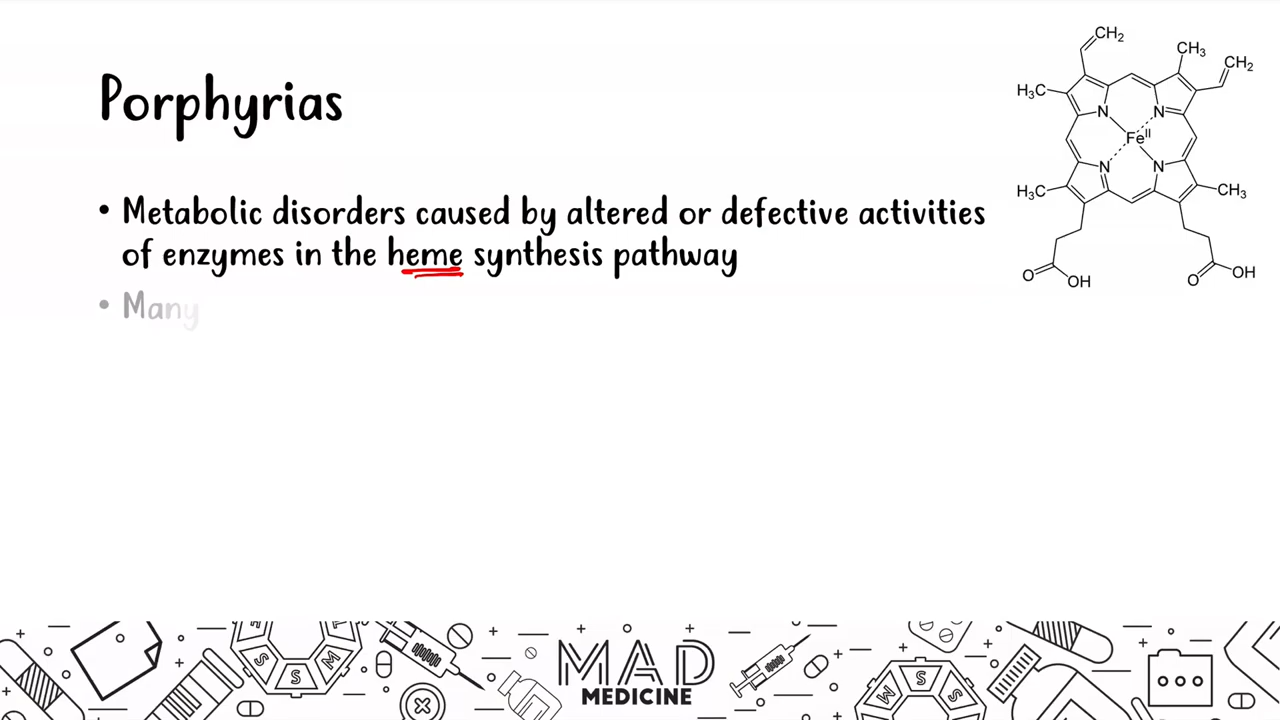 Porphyrias
• Metabolic disorders caused by altered or defective activities
of enzymes in the heme synthesis pathway
• Many
CH₂
CH₃
CH₂
H₃C
N
N
Feᴵᴵ
N
N
H₃C
CH₃
O
OH
O
OH
MAD
MEDICINE
S
S
M
M
S
S